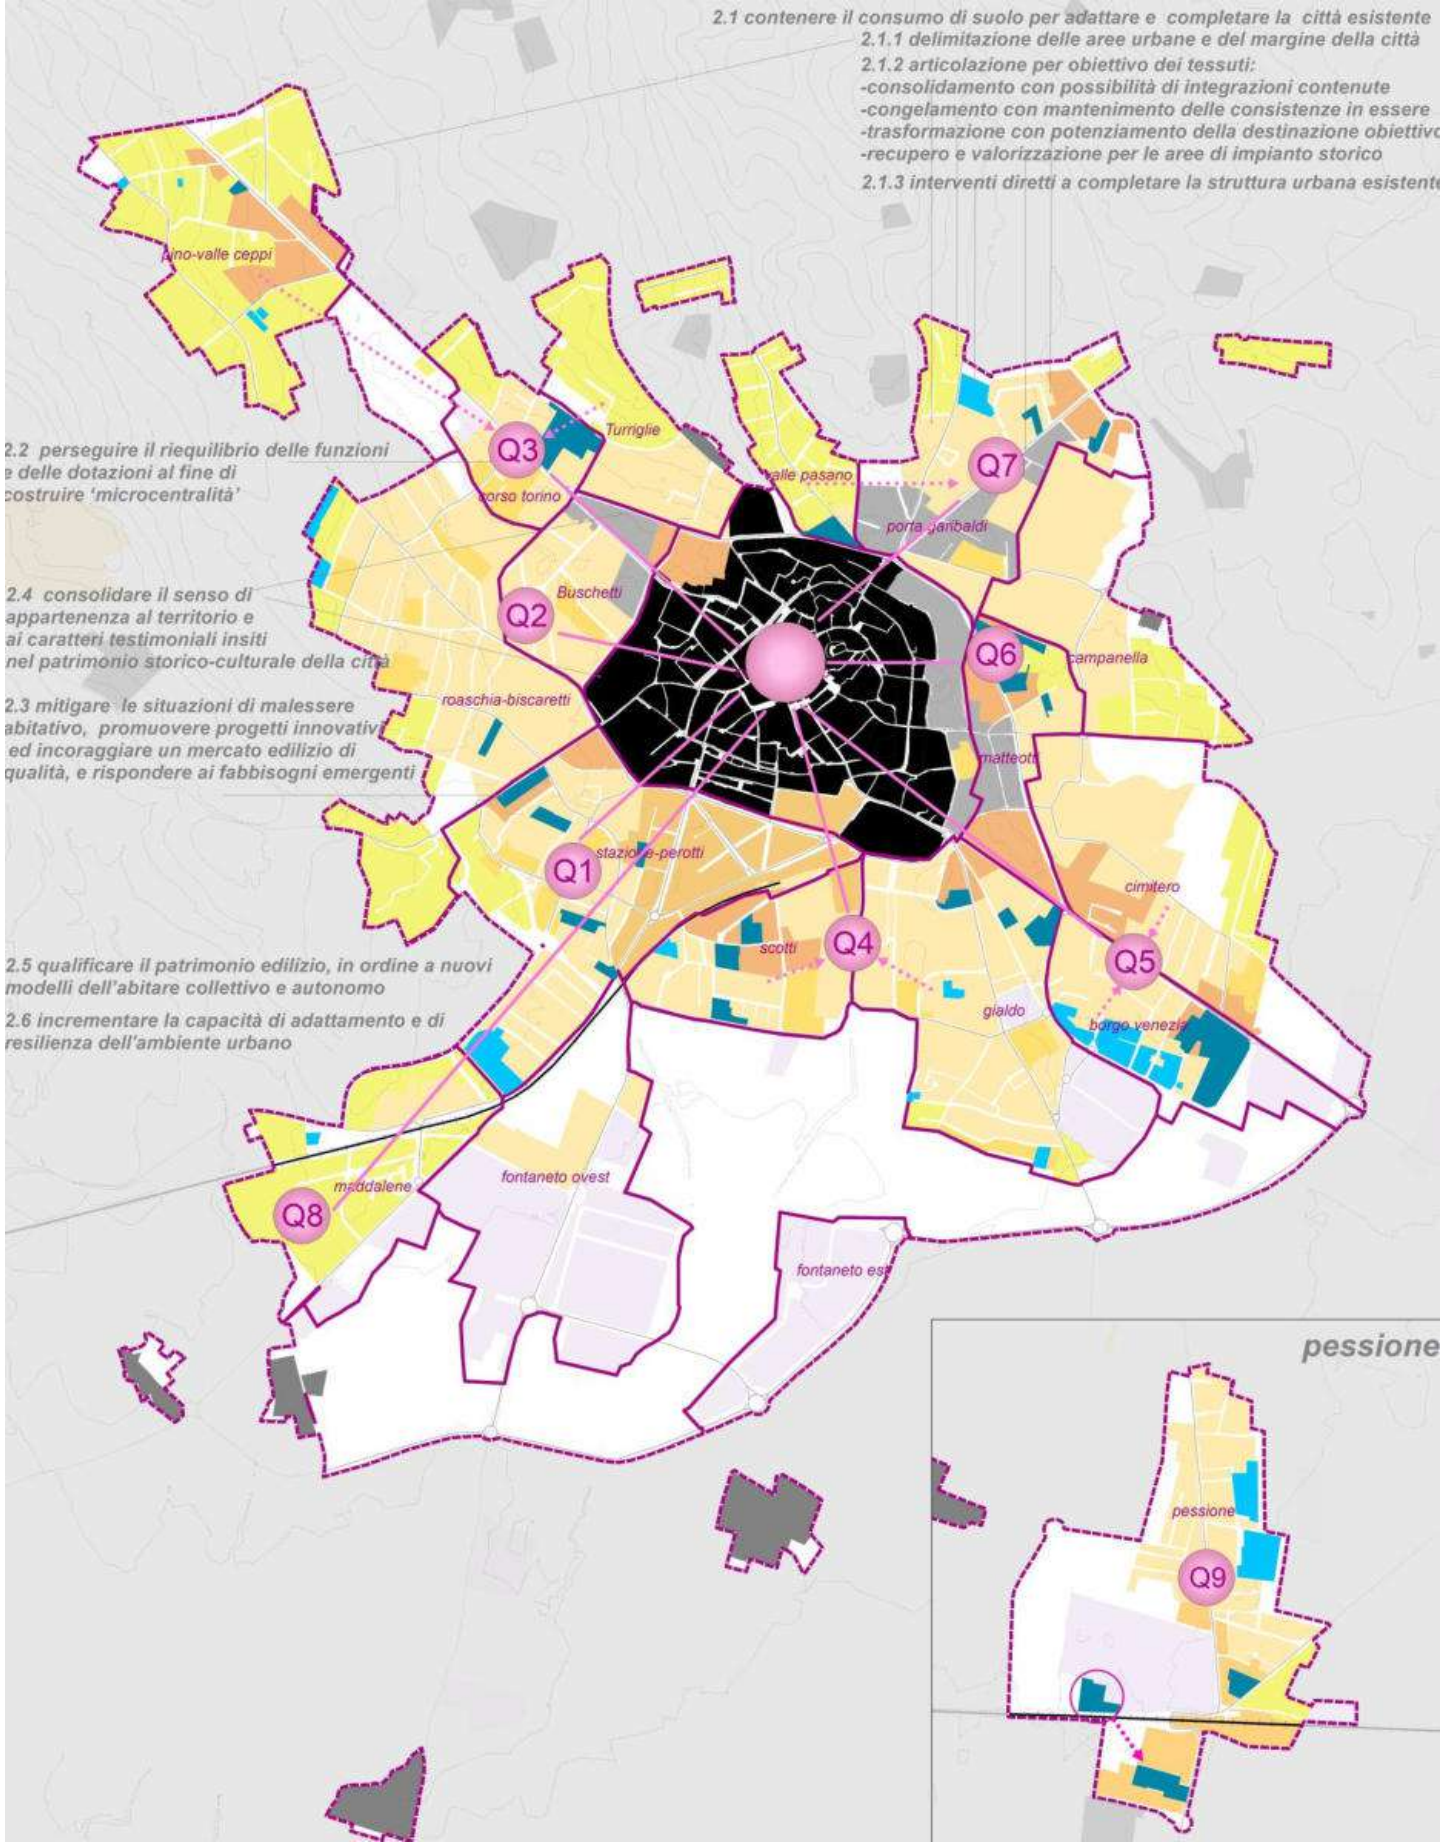 2.1 contenere il consumo di suolo per adattare e completare la città esistente
2.1.1 delimitazione delle aree urbane e del margine della città
2.1.2 articolazione per obiettivo dei tessuti:
-consolidamento con possibilità di integrazioni contenute
-congelamento con mantenimento delle consistenze in essere
-trasformazione con potenziamento della destinazione obiettivo
-recupero e valorizzazione per le aree di impianto storico
2.1.3 interventi diretti a completare la struttura urbana esistente
pino-valle ceppi
Turriglie
Q3
corso torino
valle pasano
Q7
porta garibaldi
2.2 perseguire il riequilibrio delle funzioni
e delle dotazioni al fine di
costruire ‘microcentralità’
2.4 consolidare il senso di
appartenenza al territorio e
ai caratteri testimoniali insiti
nel patrimonio storico-culturale della città
Buschetti
Q2
Q6
campanella
roaschia-biscaretti
2.3 mitigare le situazioni di malessere
abitativo, promuovere progetti innovativi
ed incoraggiare un mercato edilizio di
qualità, e rispondere ai fabbisogni emergenti
matteotti
stazione-perotti
Q1
cimitero
scotti
Q4
Q5
gialdo
borgo venezia
2.5 qualificare il patrimonio edilizio, in ordine a nuovi
modelli dell'abitare collettivo e autonomo
2.6 incrementare la capacità di adattamento e di
resilienza dell'ambiente urbano
maddalene
Q8
fontaneto ovest
fontaneto est
pessione
pessione
Q9